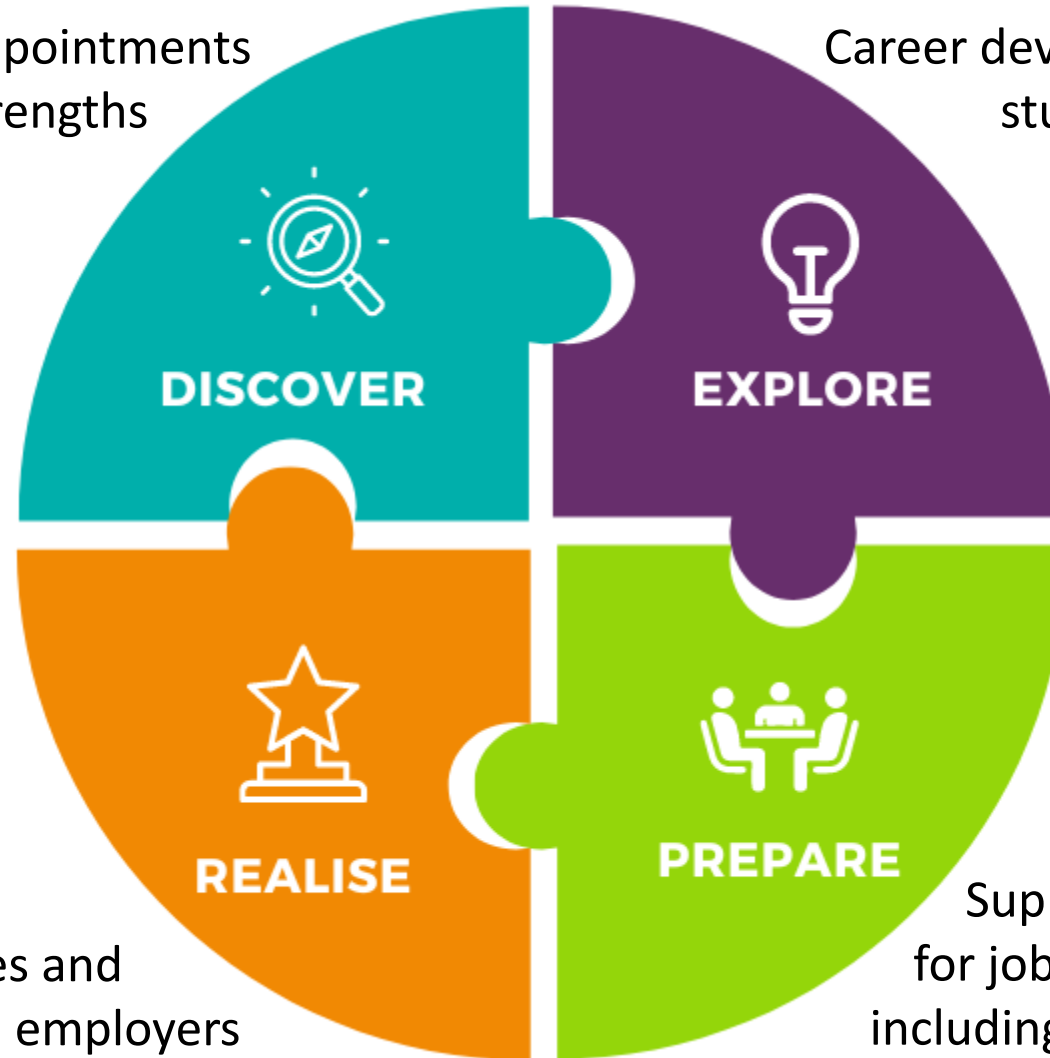 pointments
rengths
Career dev
stu
DISCOVER
EXPLORE
REALISE
PREPARE
es and
employers
Sup
for job
including